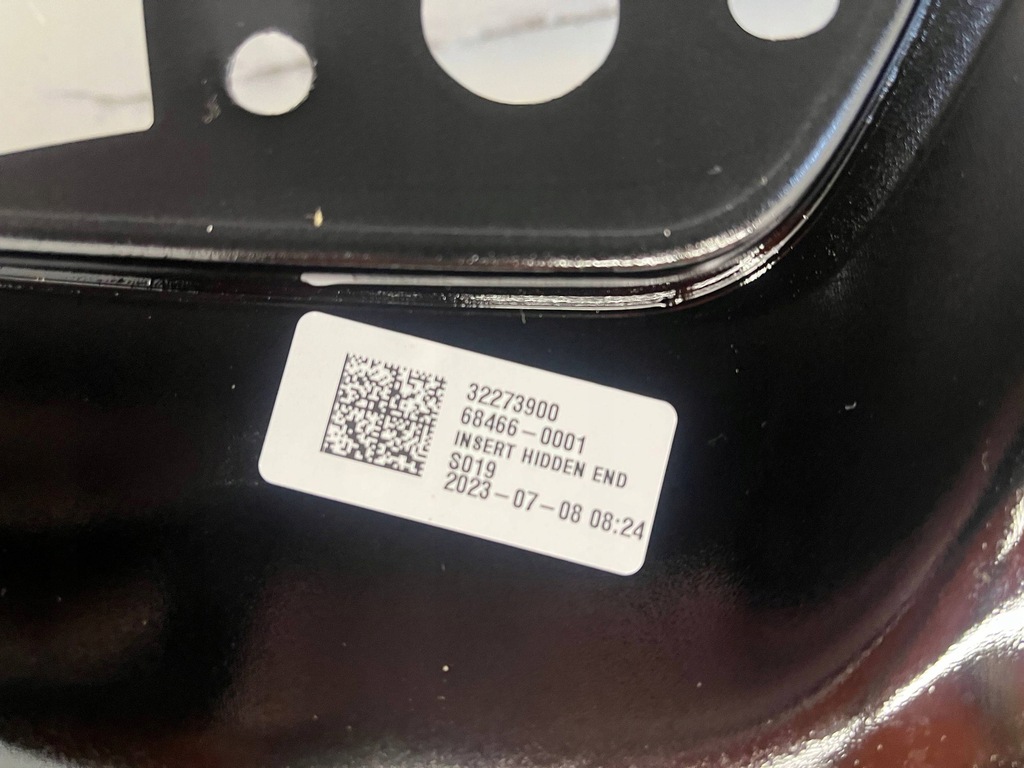 32273900
68466-0001
INSERT HIDDEN END
S019
2023-07-08 08:24